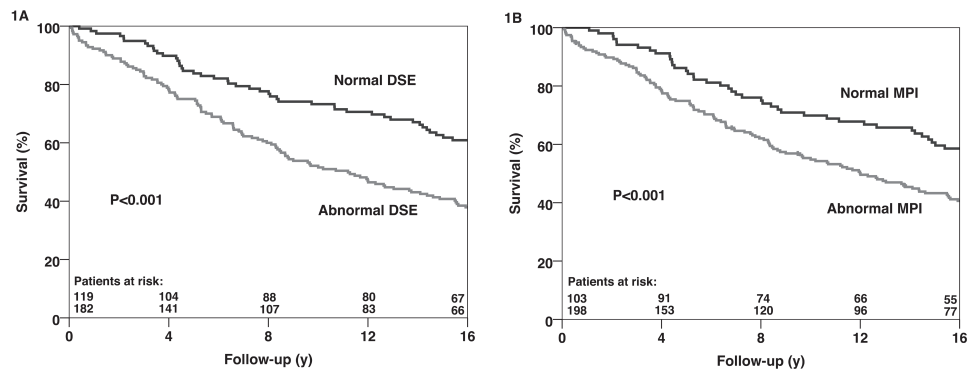 1A
100
80
60
40
20
0
Survival (%)
Normal DSE
P<0.001
Abnormal DSE
Patients at risk:
119 104 88 80 67
182 141 107 83 66
0 4 8 12 16
Follow-up (y)
1B
100
80
60
40
20
0
Survival (%)
Normal MPI
P<0.001
Abnormal MPI
Patients at risk:
103 91 74 66 55
198 153 120 96 77
0 4 8 12 16
Follow-up (y)